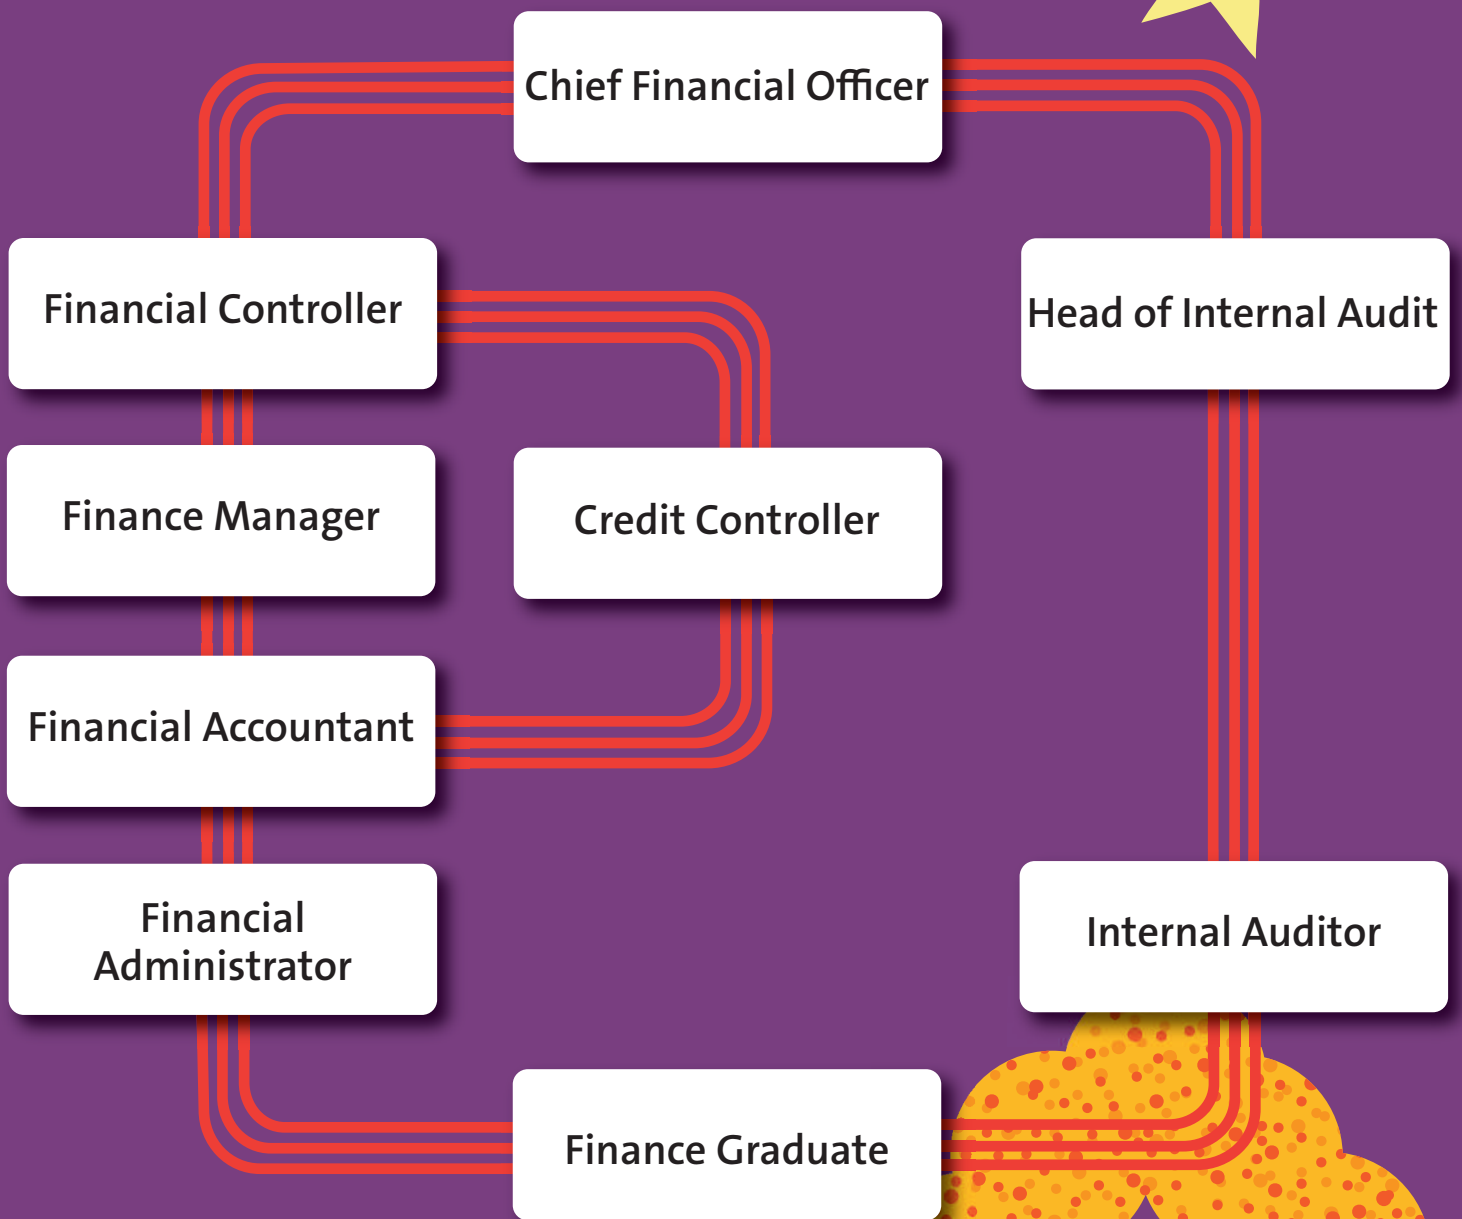 Chief Financial Officer
Financial Controller
Head of Internal Audit
Finance Manager
Credit Controller
Financial Accountant
Financial
Administrator
Internal Auditor
Finance Graduate